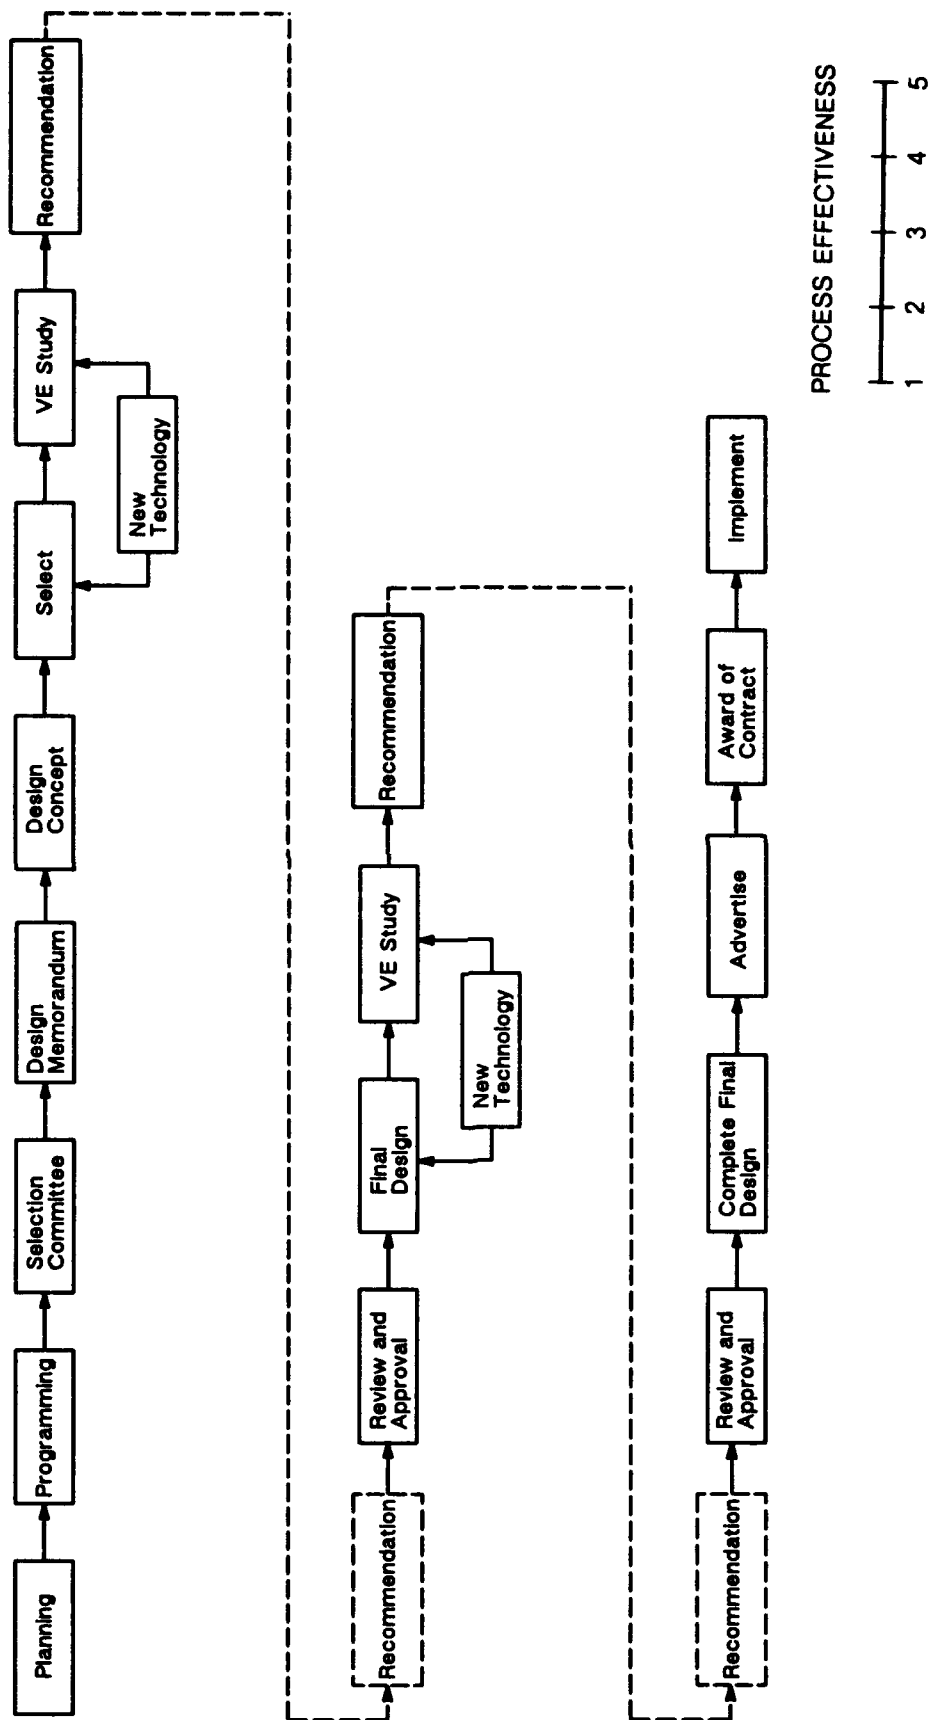 Planning
Programming
Selection
Committee
Design
Memorandum
Design
Concept
Select
VE Study
Recommendation
New
Technology
Recommendation
Review and
Approval
Final
Design
VE Study
Recommendation
New
Technology
Recommendation
Review and
Approval
Complete Final
Design
Advertise
Award of
Contract
Implement
PROCESS EFFECTIVENESS
1 2 3 4 5